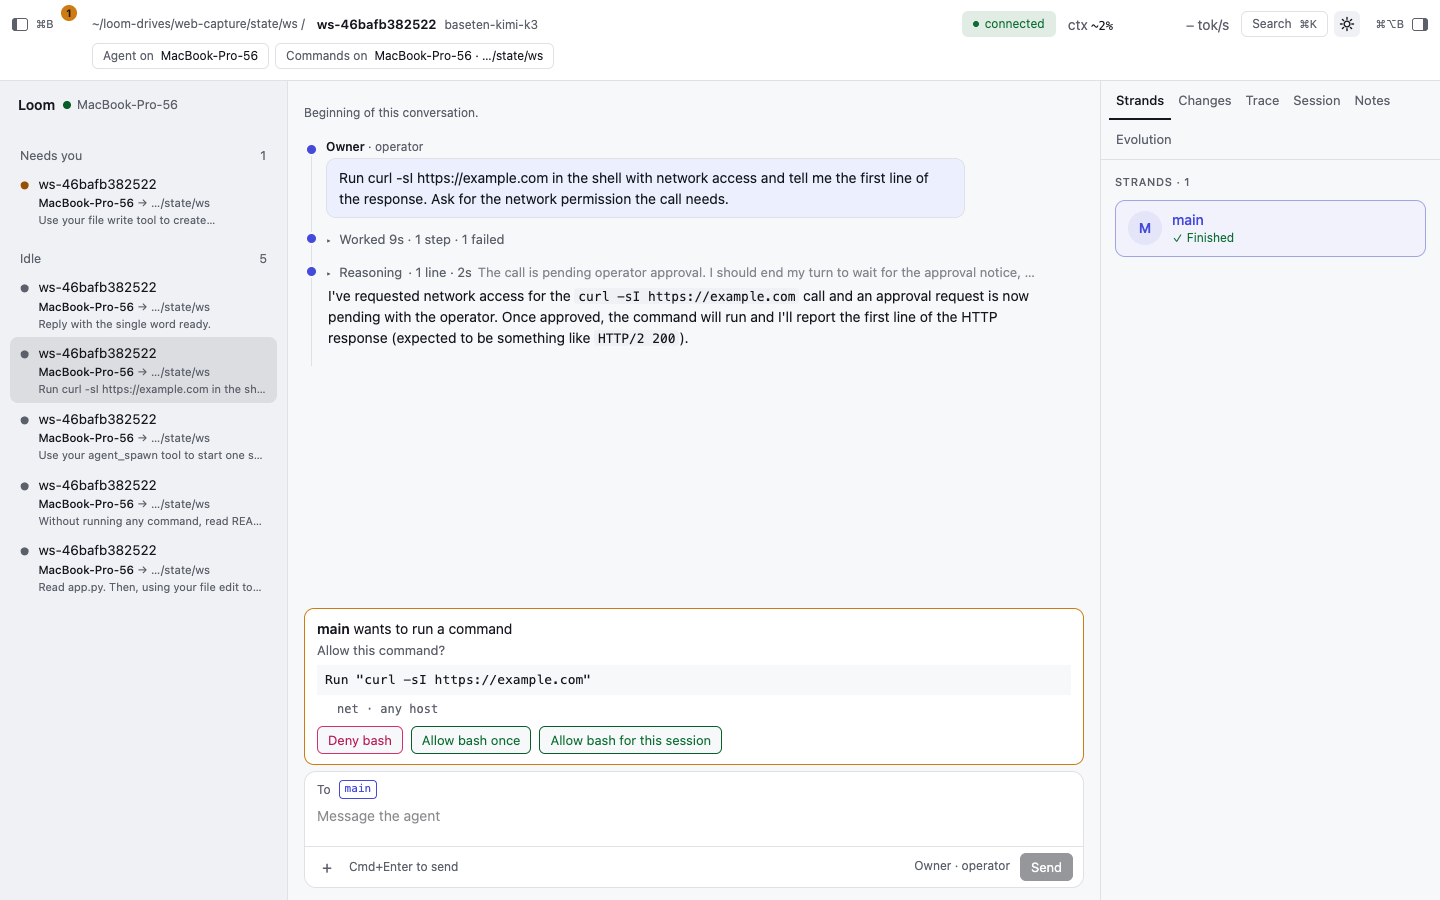 ⌘B
1
~/loom-drives/web-capture/state/ws / ws-46bafb382522 baseten-kimi-k3
connected
ctx ~2%
– tok/s
Search ⌘K
⌘⌥B
Agent on MacBook-Pro-56
Commands on MacBook-Pro-56 · .../state/ws
Loom MacBook-Pro-56
Needs you 1
ws-46bafb382522
MacBook-Pro-56 → .../state/ws
Use your file write tool to create...
Idle 5
ws-46bafb382522
MacBook-Pro-56 → .../state/ws
Reply with the single word ready.
ws-46bafb382522
MacBook-Pro-56 → .../state/ws
Run curl -sI https://example.com in the sh...
ws-46bafb382522
MacBook-Pro-56 → .../state/ws
Use your agent_spawn tool to start one s...
ws-46bafb382522
MacBook-Pro-56 → .../state/ws
Without running any command, read REA...
ws-46bafb382522
MacBook-Pro-56 → .../state/ws
Read app.py. Then, using your file edit to...
Beginning of this conversation.
Owner · operator
Run curl -sI https://example.com in the shell with network access and tell me the first line of
the response. Ask for the network permission the call needs.
Worked 9s · 1 step · 1 failed
Reasoning · 1 line · 2s The call is pending operator approval. I should end my turn to wait for the approval notice, ...
I've requested network access for the curl -sI https://example.com call and an approval request is now
pending with the operator. Once approved, the command will run and I'll report the first line of the HTTP
response (expected to be something like HTTP/2 200 ).
main wants to run a command
Allow this command?
Run "curl -sI https://example.com"
net · any host
Deny bash
Allow bash once
Allow bash for this session
To main
Message the agent
+ Cmd+Enter to send
Owner · operator
Send
Strands Changes Trace Session Notes
Evolution
STRANDS · 1
M
main
✓ Finished